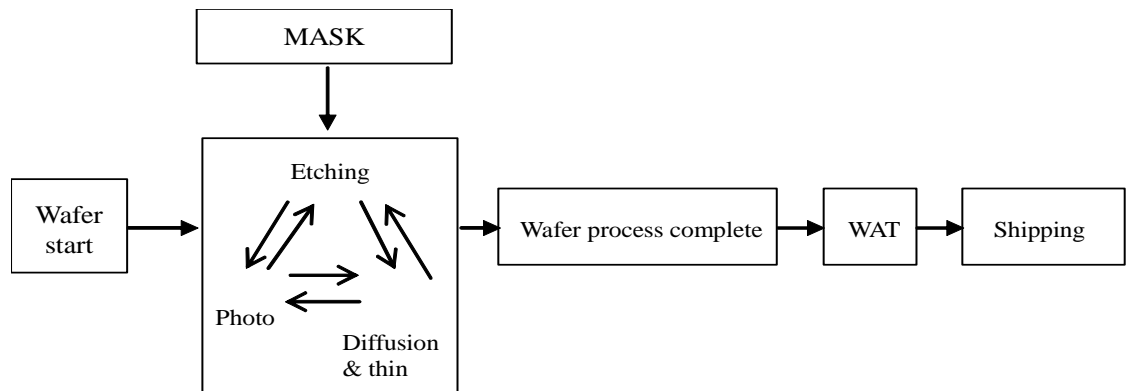 MASK
Etching
Wafer
start
Wafer process complete
WAT
Shipping
Photo
Diffusion
& thin